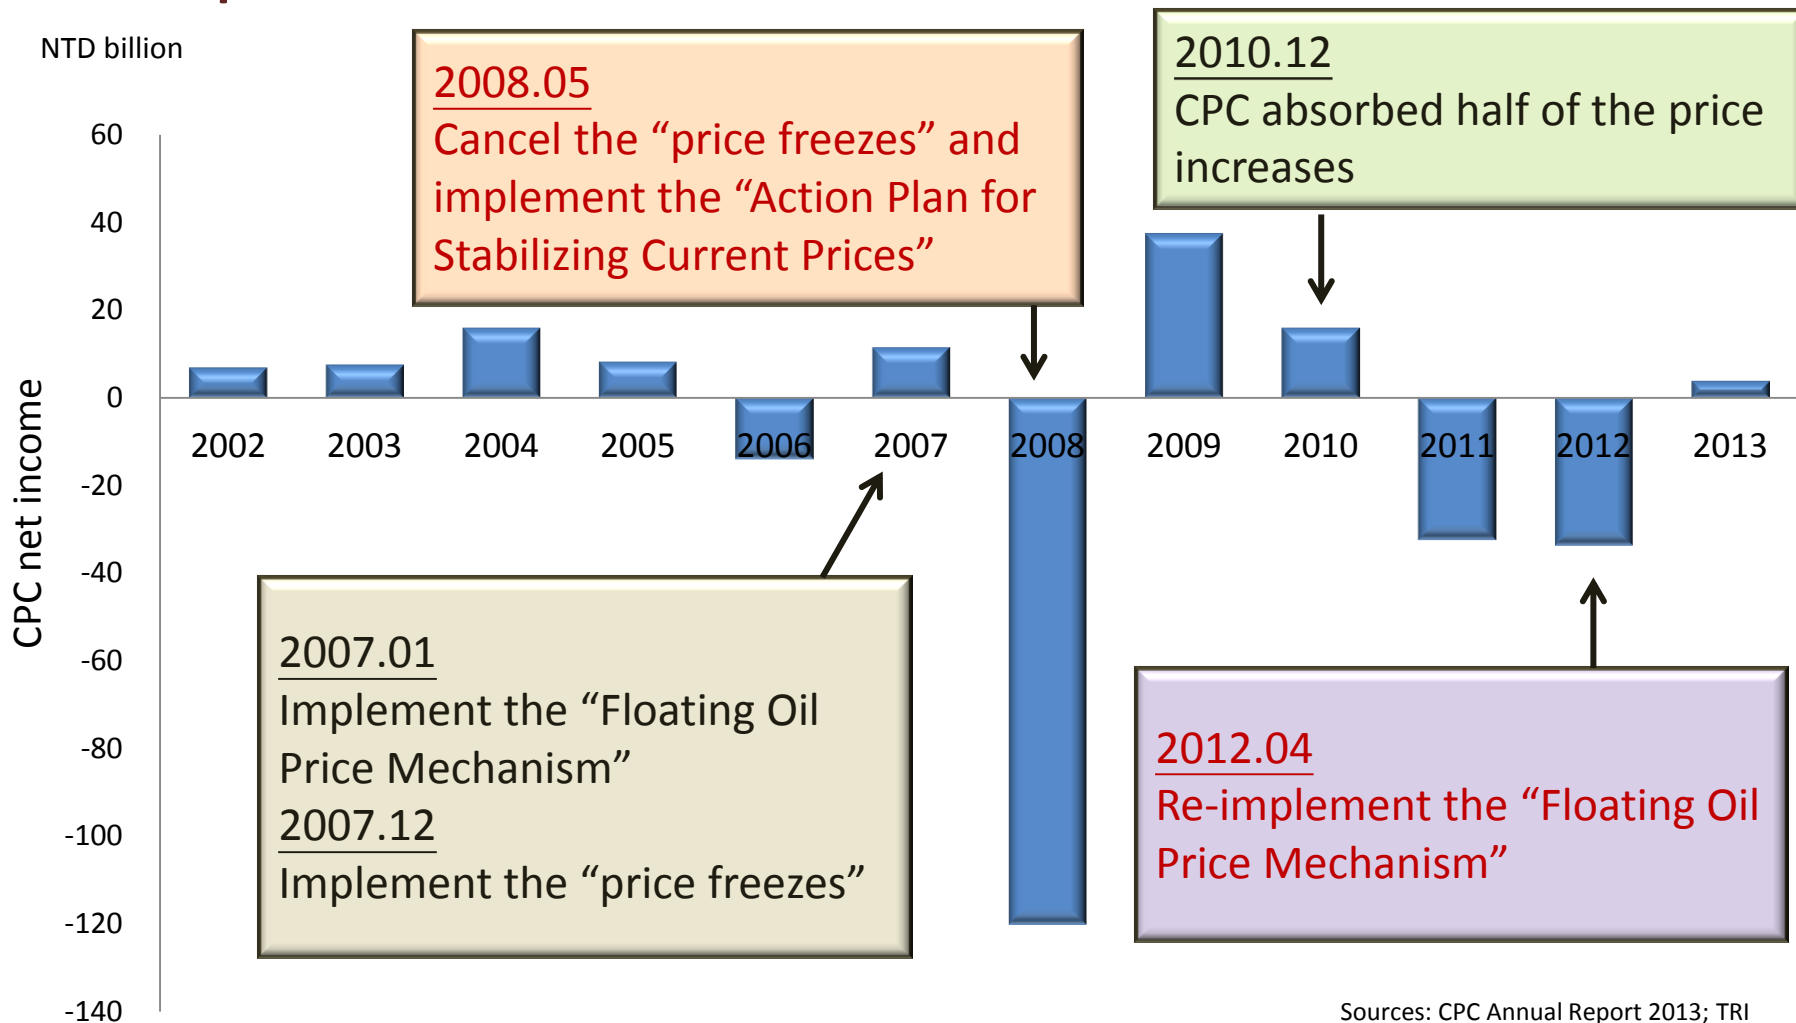 NTD billion
2008.05
Cancel the “price freezes” and
implement the “Action Plan for
Stabilizing Current Prices”
2010.12
CPC absorbed half of the price
increases
60
40
20
0
-20
-40
-60
-80
-100
-120
-140
CPC net income
2002 2003 2004 2005 2006 2007 2008 2009 2010 2011 2012 2013
2007.01
Implement the “Floating Oil
Price Mechanism”
2007.12
Implement the “price freezes”
2012.04
Re-implement the “Floating Oil
Price Mechanism”
Sources: CPC Annual Report 2013; TRI